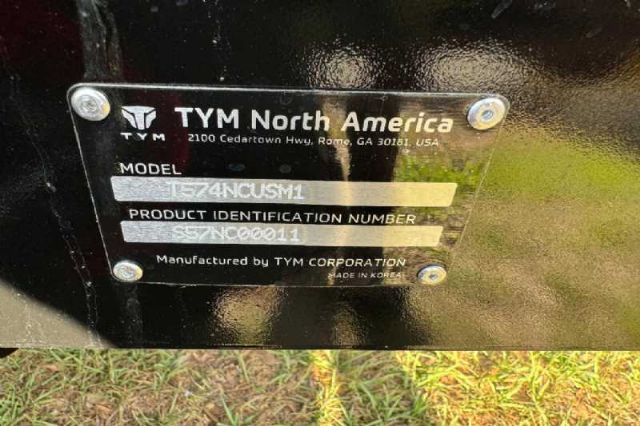 TYM
TYM North America
2100 Cedartown Hwy, Rome, GA 30161, USA
MODEL
T574NCUSM1
PRODUCT IDENTIFICATION NUMBER
S57NC00011
Manufactured by TYM CORPORATION
MADE IN KOREA